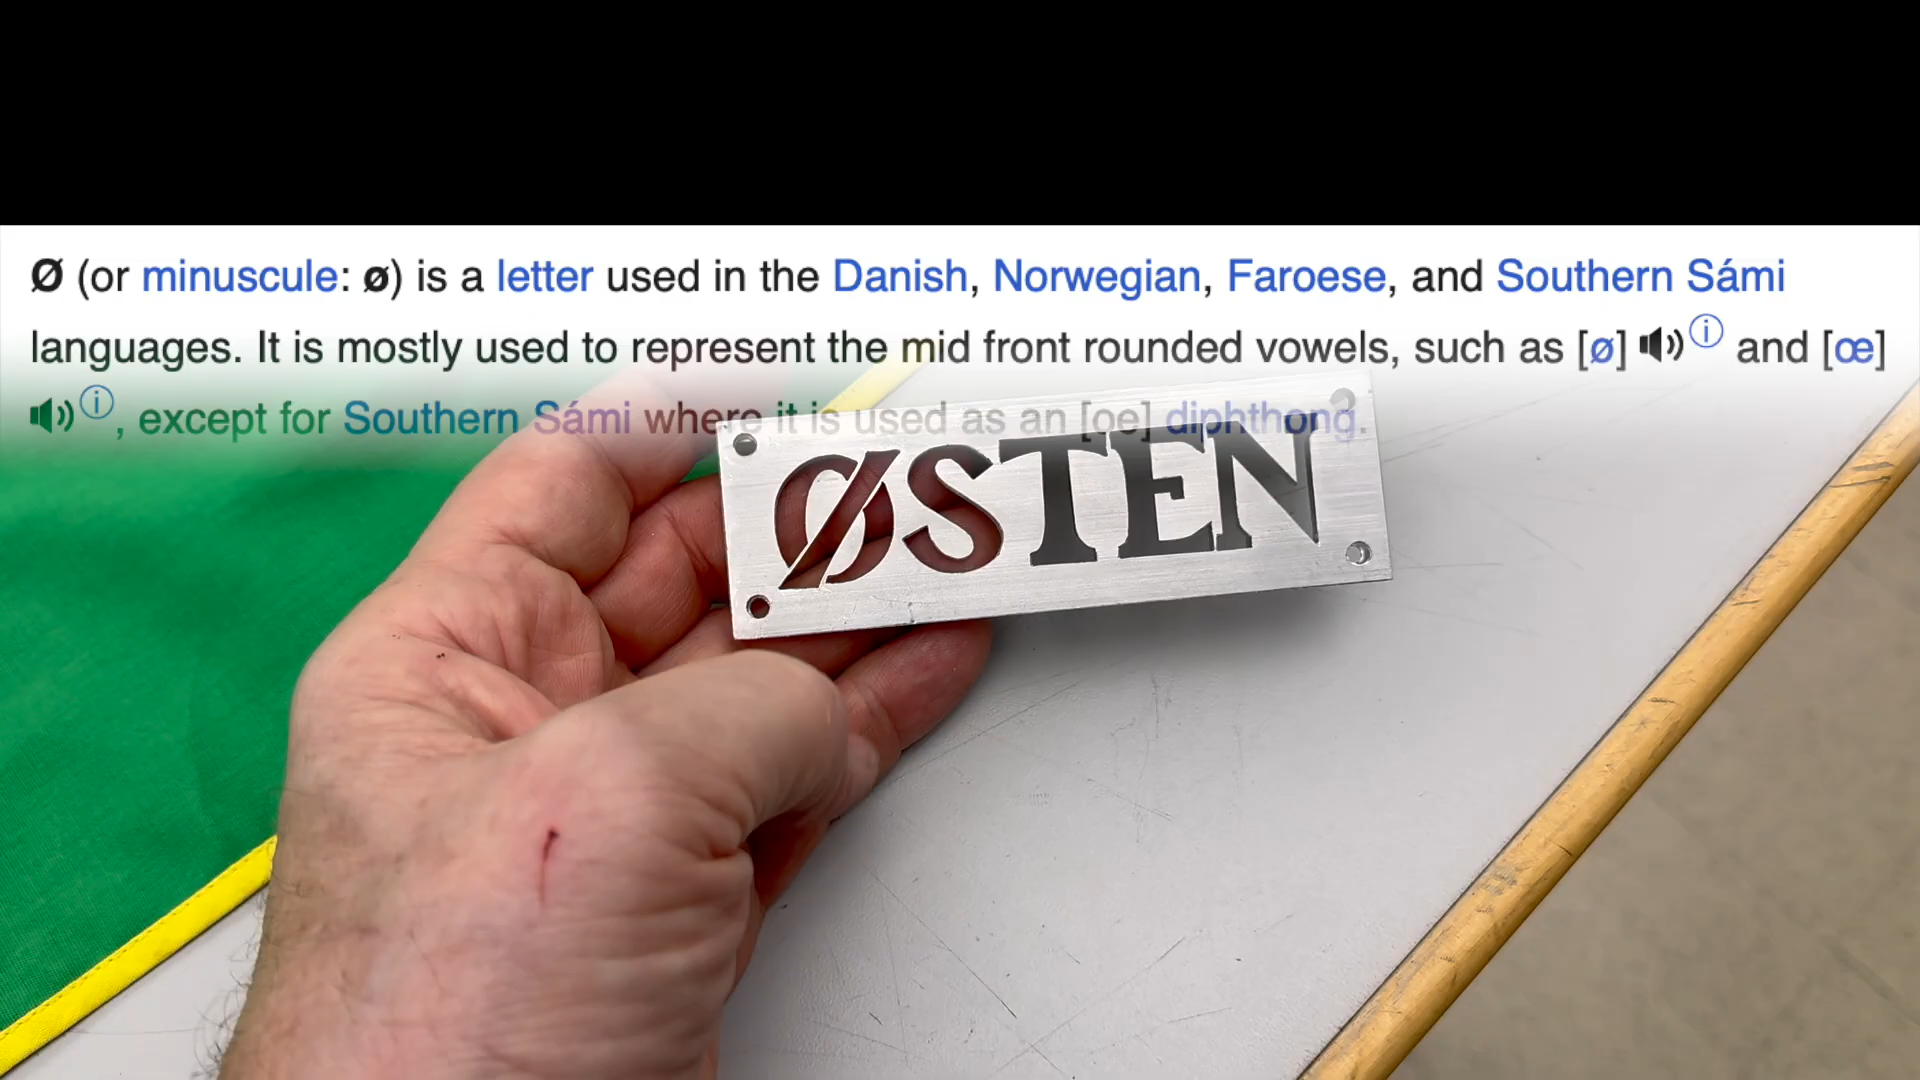 Ø (or minuscule: ø) is a letter used in the Danish, Norwegian, Faroese, and Southern Sámi
languages. It is mostly used to represent the mid front rounded vowels, such as [ø] 🔊ⓘ and [œ]
🔊ⓘ, except for Southern Sámi where it is used as an [oe] diphthong.
ØSTEN